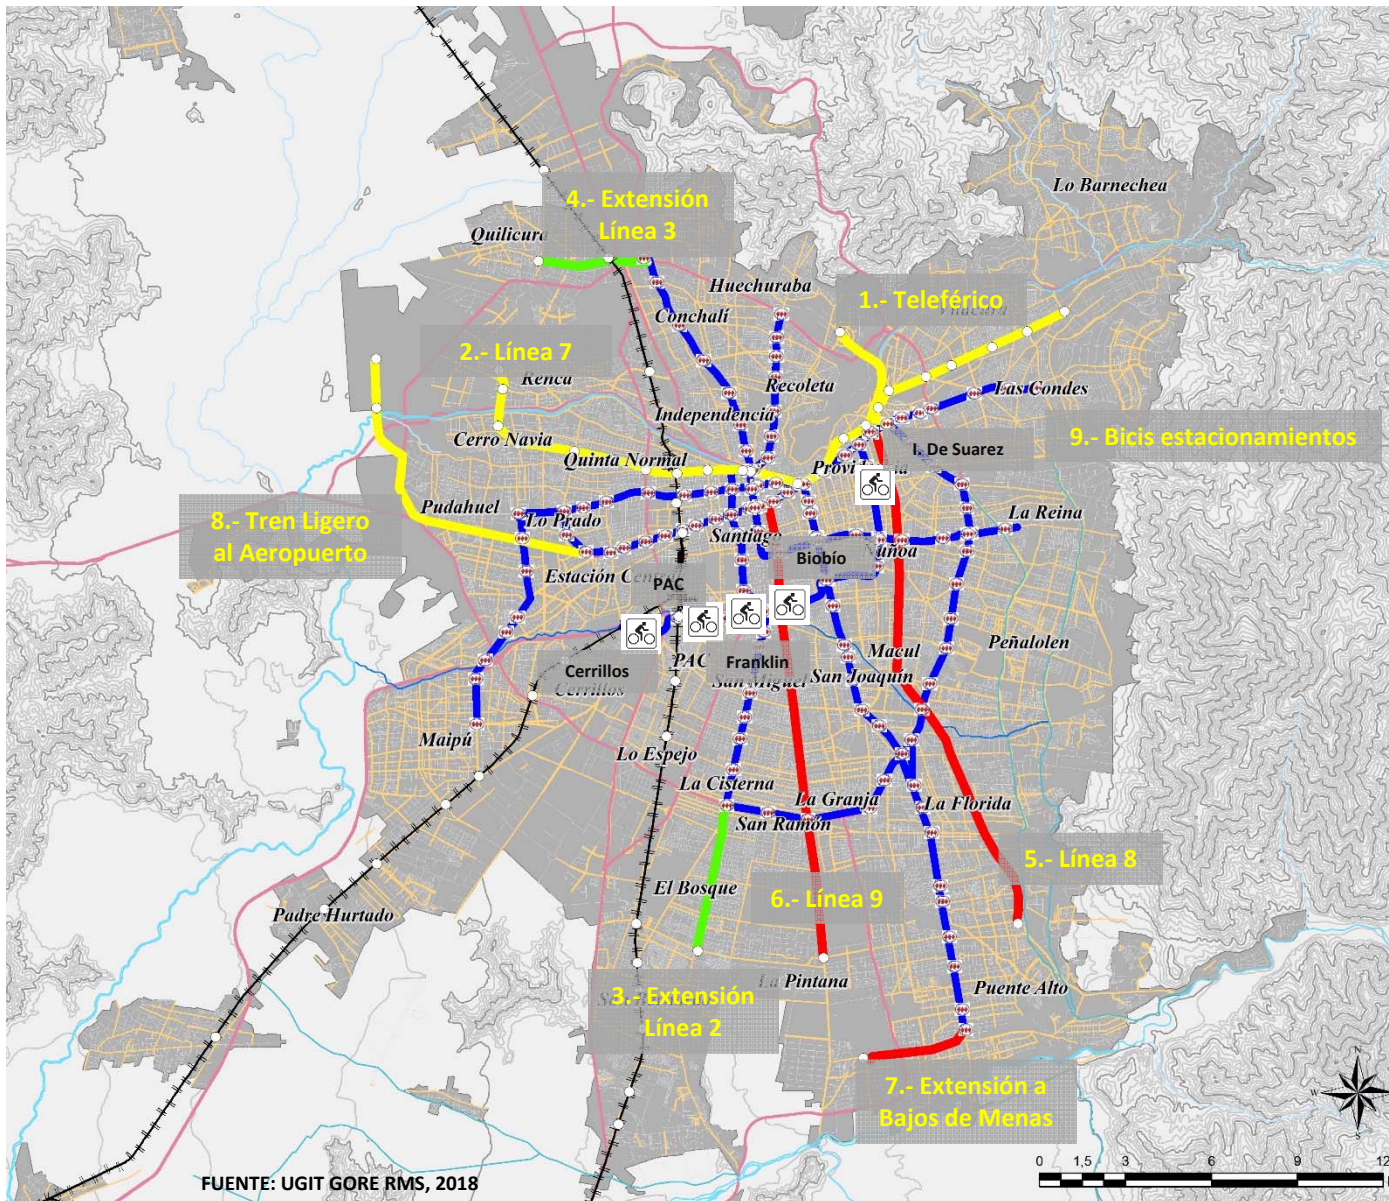 Lo Barnechea
4.- Extensión
Línea 3
Quilicura
Huechuraba
1.- Teleférico
Vitacura
Conchalí
2.- Línea 7
Renca
Recoleta
Las Condes
Independencia
Cerro Navia
I. De Suarez
9.- Bicis estacionamientos
Quinta Normal
Providencia
Pudahuel
Lo Prado
La Reina
8.- Tren Ligero
al Aeropuerto
Santiago
Ñuñoa
Biobío
Estación Central
PAC
Peñalolen
Macul
PAC
Franklin
Cerrillos
Cerrillos
San Miguel
San Joaquín
Maipú
Lo Espejo
La Cisterna
La Granja
La Florida
San Ramón
5.- Línea 8
El Bosque
6.- Línea 9
Padre Hurtado
La Pintana
Puente Alto
3.- Extensión
Línea 2
7.- Extensión a
Bajos de Menas
N
W
E
S
0 1,5 3 6 9 12
FUENTE: UGIT GORE RMS, 2018